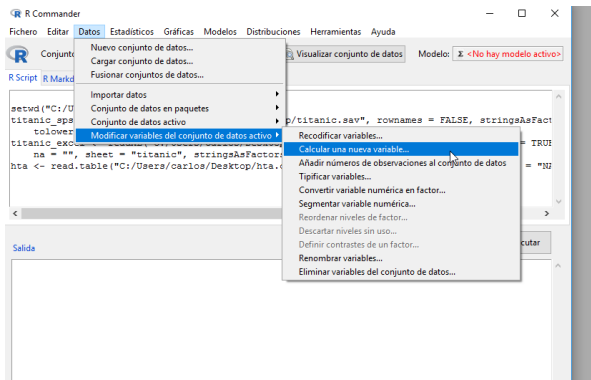 R Commander
Fichero Editar Datos Estadísticos Gráficas Modelos Distribuciones Herramientas Ayuda
Nuevo conjunto de datos...
Conjunto Cargar conjunto de datos... Visualizar conjunto de datos Modelo: Σ <No hay modelo activo>
Fusionar conjuntos de datos...
R Script R Markd
Importar datos
Conjunto de datos en paquetes
Conjunto de datos activo
Modificar variables del conjunto de datos activo
setwd("C:/U
titanic_sps p/titanic.sav", rownames = FALSE, stringsAsFact
tolower
Recodificar variables...
titanic_exce = TRUE
Calcular una nueva variable...
na = "", sheet = "titanic", stringsAsFactors
Añadir números de observaciones al conjunto de datos
hta <- read.table("C:/Users/carlos/Desktop/hta. = "NA
Tipificar variables...
Convertir variable numérica en factor...
Segmentar variable numérica...
Reordenar niveles de factor...
Descartar niveles sin uso...
Definir contrastes de un factor...
Renombrar variables...
Eliminar variables del conjunto de datos...
cutar
Salida